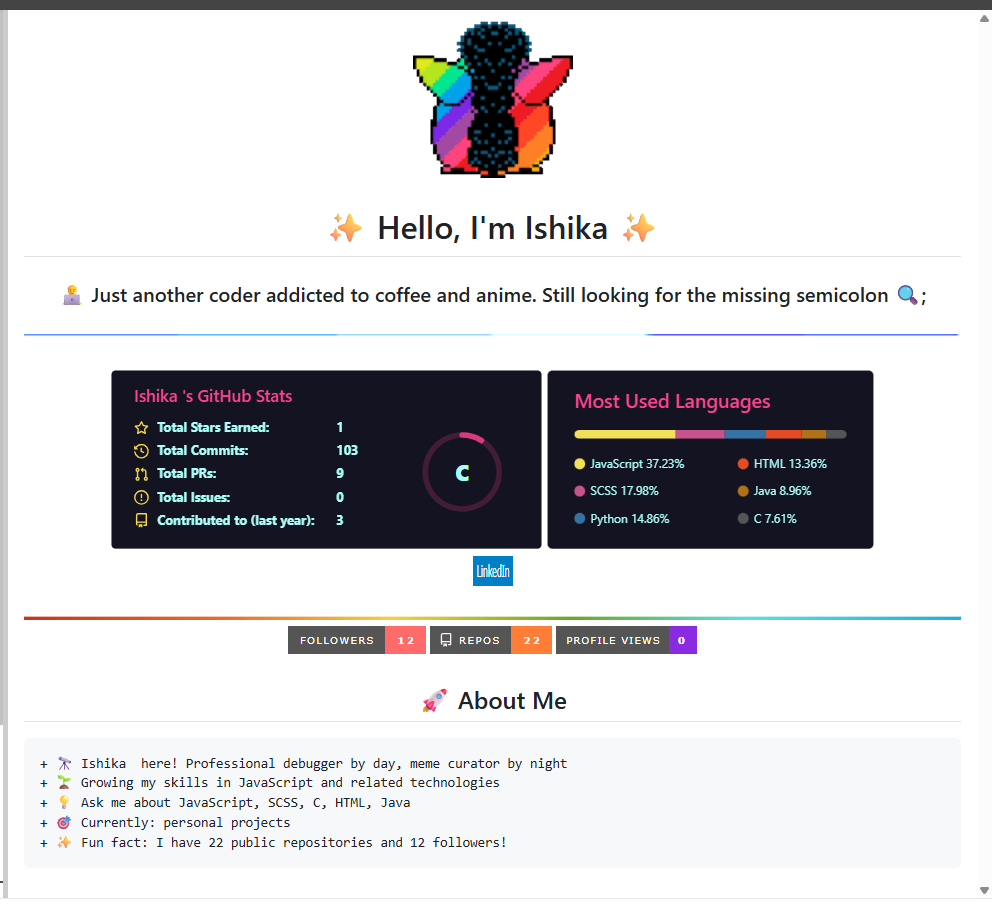 ✨ Hello, I'm Ishika ✨
👩‍💻 Just another coder addicted to coffee and anime. Still looking for the missing semicolon 🔍;
Ishika 's GitHub Stats
Total Stars Earned: 1
Total Commits: 103
Total PRs: 9
Total Issues: 0
Contributed to (last year): 3
C
Most Used Languages
JavaScript 37.23%
SCSS 17.98%
Python 14.86%
HTML 13.36%
Java 8.96%
C 7.61%
LinkedIn
FOLLOWERS 12 REPOS 22 PROFILE VIEWS 0
🚀 About Me
+ 🔭 Ishika  here! Professional debugger by day, meme curator by night
+ 🌱 Growing my skills in JavaScript and related technologies
+ 💡 Ask me about JavaScript, SCSS, C, HTML, Java
+ 🎯 Currently: personal projects
+ ✨ Fun fact: I have 22 public repositories and 12 followers!